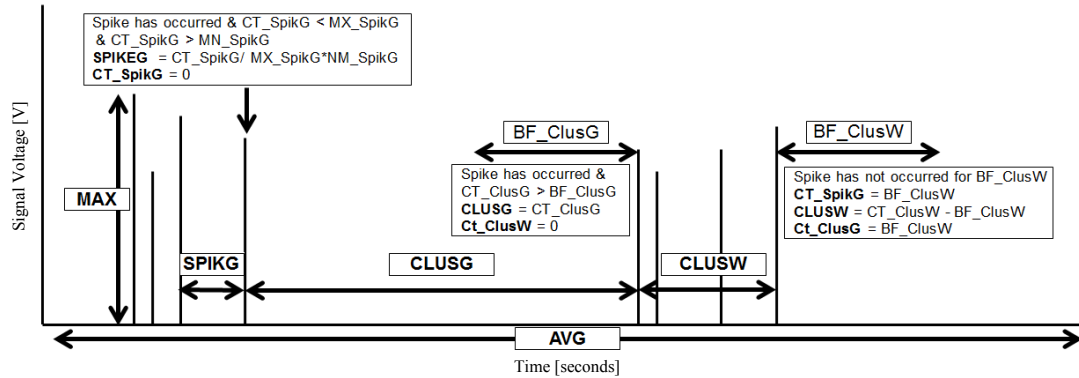 Spike has occurred & CT_SpikG < MX_SpikG
& CT_SpikG > MN_SpikG
SPIKEG = CT_SpikG/ MX_SpikG*NM_SpikG
CT_SpikG = 0
Signal Voltage [V]
MAX
BF_ClusG
BF_ClusW
Spike has occurred &
CT_ClusG > BF_ClusG
CLUSG = CT_ClusG
Ct_ClusW = 0
Spike has not occurred for BF_ClusW
CT_SpikG = BF_ClusW
CLUSW = CT_ClusW - BF_ClusW
Ct_ClusG = BF_ClusW
SPIKG
CLUSG
CLUSW
AVG
Time [seconds]